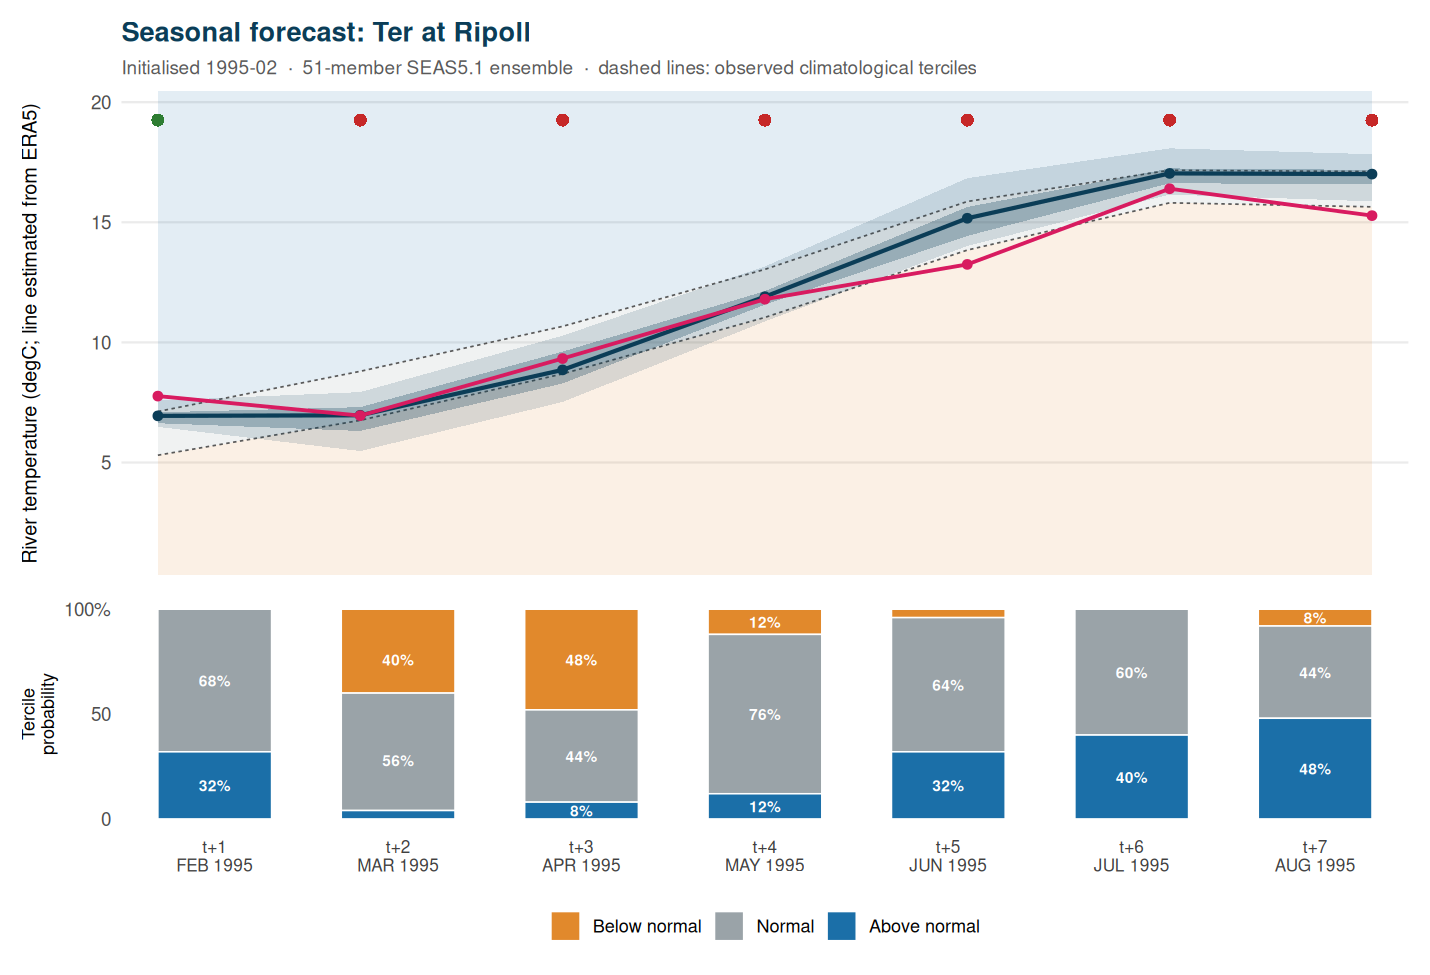 Seasonal forecast: Ter at Ripoll
Initialised 1995-02 · 51-member SEAS5.1 ensemble · dashed lines: observed climatological terciles
River temperature (degC; line estimated from ERA5)
20
15
10
5
Tercile
probability
100%
50
0
68%
32%
40%
56%
48%
44%
8%
12%
76%
12%
64%
32%
60%
40%
8%
44%
48%
t+1
FEB 1995
t+2
MAR 1995
t+3
APR 1995
t+4
MAY 1995
t+5
JUN 1995
t+6
JUL 1995
t+7
AUG 1995
Below normal
Normal
Above normal